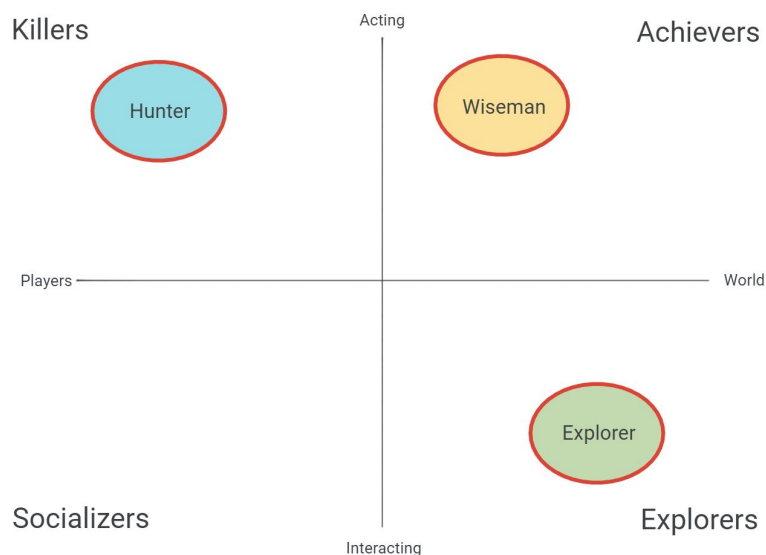 Killers
Acting
Achievers
Hunter
Wiseman
Players
World
Explorer
Socializers
Explorers
Interacting